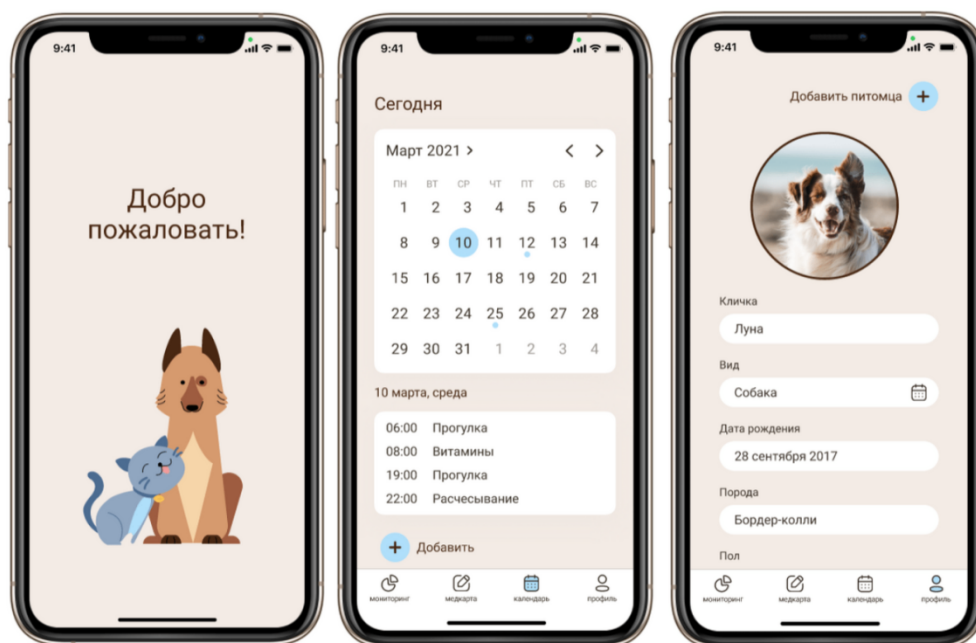 9:41
Добро
пожаловать!
9:41
Сегодня
Март 2021
ПН ВТ СР ЧТ ПТ СБ ВС
1 2 3 4 5 6 7
8 9 10 11 12 13 14
15 16 17 18 19 20 21
22 23 24 25 26 27 28
29 30 31 1 2 3 4
10 марта, среда
06:00 Прогулка
08:00 Витамины
19:00 Прогулка
22:00 Расчесывание
+ Добавить
мониторинг медкарта календарь профиль
9:41
Добавить питомца +
Кличка
Луна
Вид
Собака
Дата рождения
28 сентября 2017
Порода
Бордер-колли
Пол
мониторинг медкарта календарь профиль